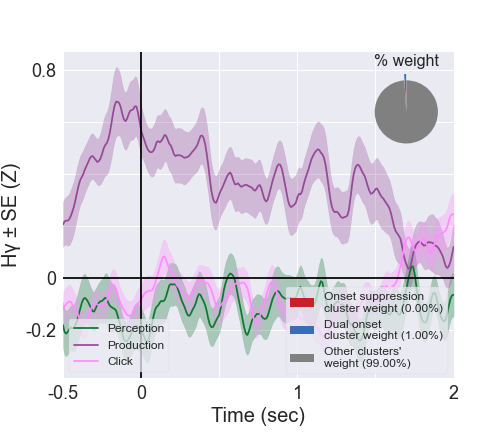 % weight
0.8
0
-0.2
Hγ ± SE (Z)
Perception
Production
Click
Onset suppression
cluster weight (0.00%)
Dual onset
cluster weight (1.00%)
Other clusters'
weight (99.00%)
-0.5
0
1
2
Time (sec)